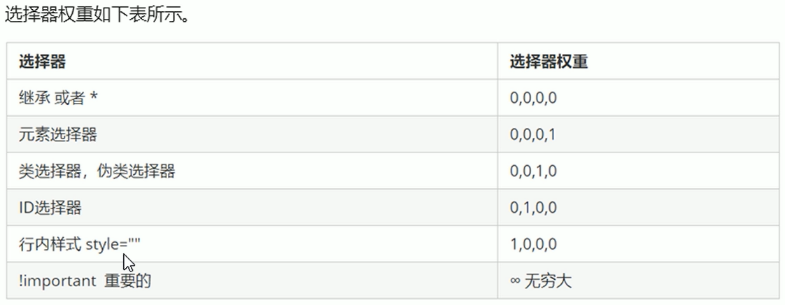 选择器权重如下表所示。
选择器 选择器权重
继承 或者 * 0,0,0,0
元素选择器 0,0,0,1
类选择器，伪类选择器 0,0,1,0
ID选择器 0,1,0,0
行内样式 style="" 1,0,0,0
!important 重要的 ∞ 无穷大